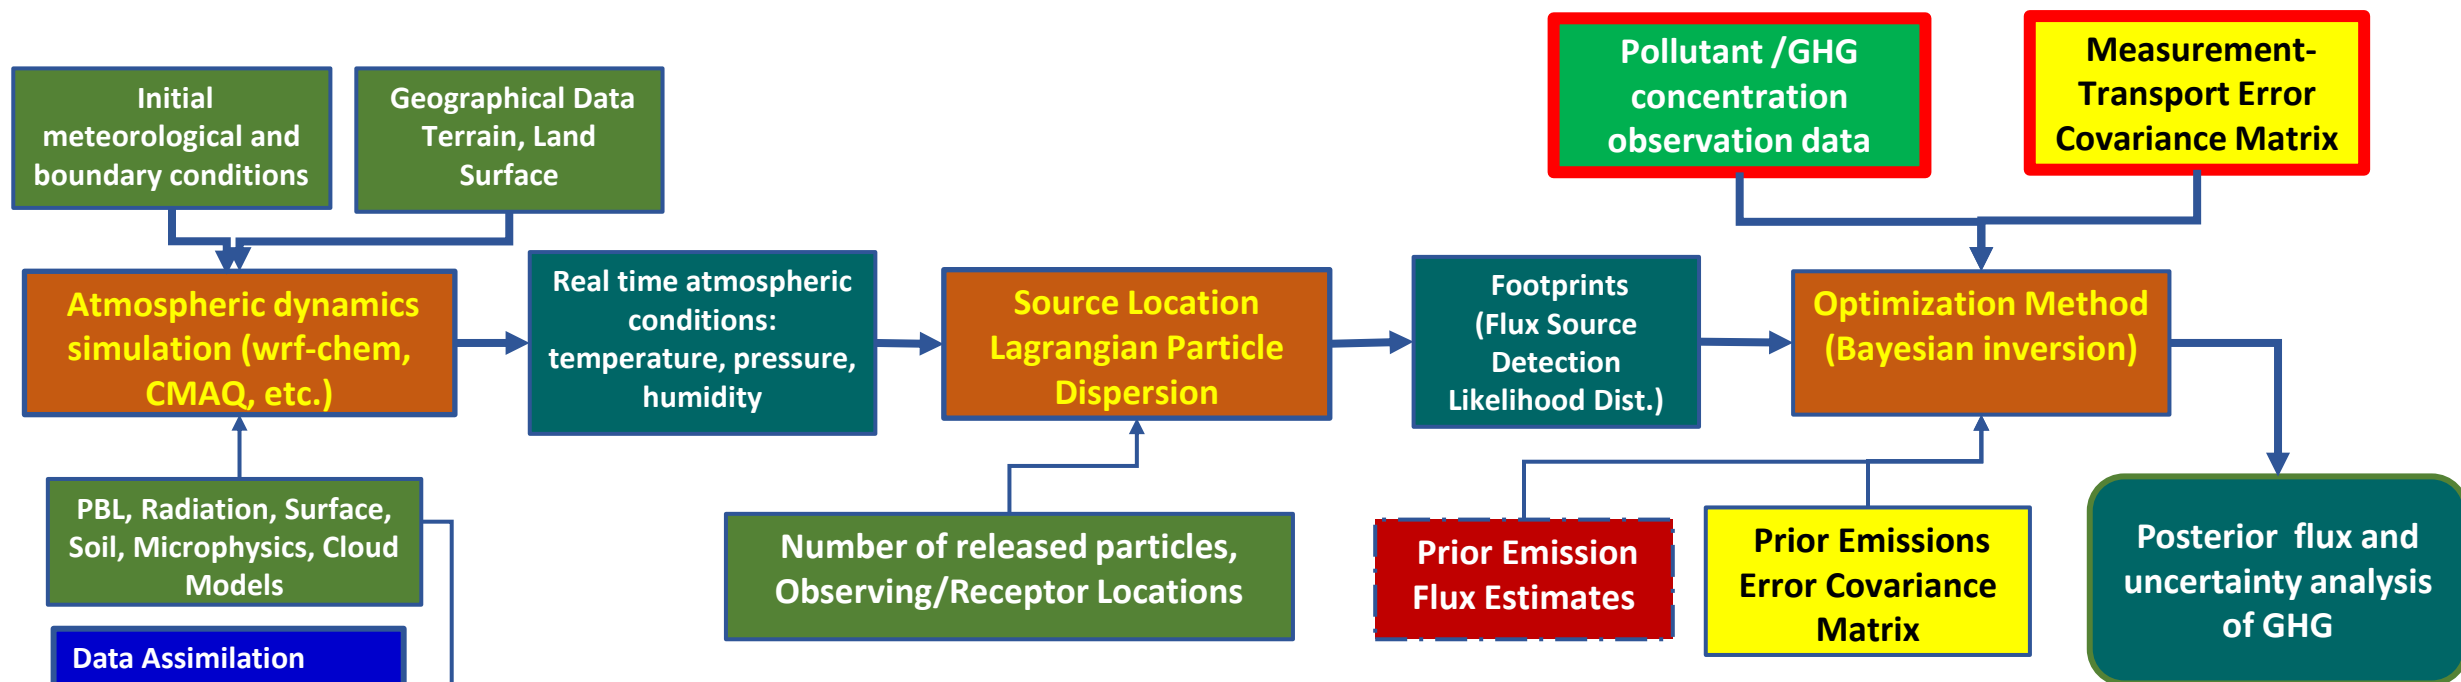 Initial
meteorological and
boundary conditions
Geographical Data
Terrain, Land
Surface
Pollutant /GHG
concentration
observation data
Measurement-
Transport Error
Covariance Matrix
Atmospheric dynamics
simulation (wrf-chem,
CMAQ, etc.)
Real time atmospheric
conditions:
temperature, pressure,
humidity
Source Location
Lagrangian Particle
Dispersion
Footprints
(Flux Source
Detection
Likelihood Dist.)
Optimization Method
(Bayesian inversion)
PBL, Radiation, Surface,
Soil, Microphysics, Cloud
Models
Number of released particles,
Observing/Receptor Locations
Prior Emission
Flux Estimates
Prior Emissions
Error Covariance
Matrix
Posterior flux and
uncertainty analysis
of GHG
Data Assimilation